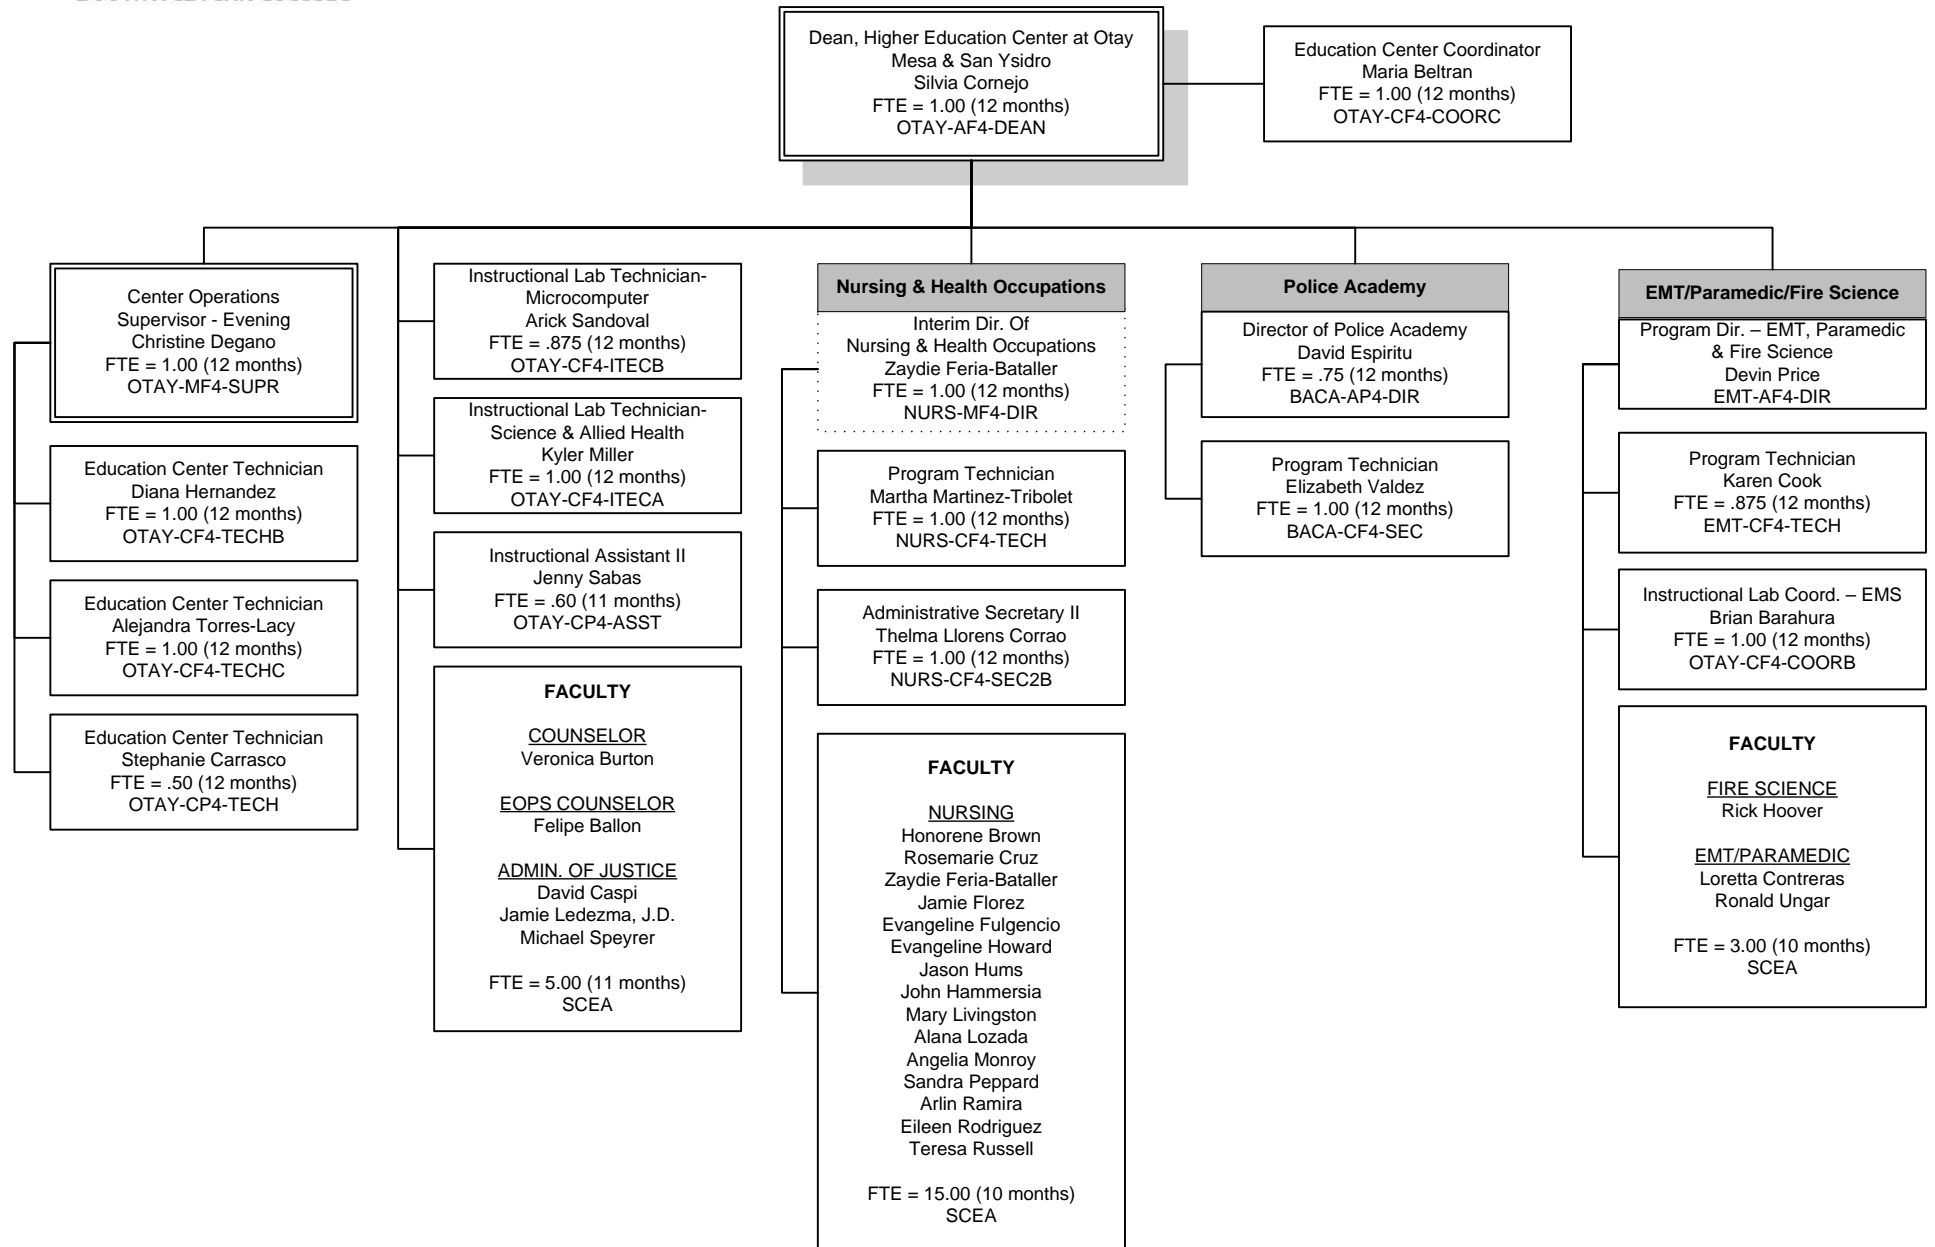 Dean, Higher Education Center at Otay
Mesa & San Ysidro
Silvia Cornejo
FTE = 1.00 (12 months)
OTAY-AF4-DEAN
Education Center Coordinator
Maria Beltran
FTE = 1.00 (12 months)
OTAY-CF4-COORC
Center Operations
Supervisor - Evening
Christine Degano
FTE = 1.00 (12 months)
OTAY-MF4-SUPR
Education Center Technician
Diana Hernandez
FTE = 1.00 (12 months)
OTAY-CF4-TECHB
Education Center Technician
Alejandra Torres-Lacy
FTE = 1.00 (12 months)
OTAY-CF4-TECHC
Education Center Technician
Stephanie Carrasco
FTE = .50 (12 months)
OTAY-CP4-TECH
Instructional Lab Technician-
Microcomputer
Arick Sandoval
FTE = .875 (12 months)
OTAY-CF4-ITECB
Instructional Lab Technician-
Science & Allied Health
Kyler Miller
FTE = 1.00 (12 months)
OTAY-CF4-ITECA
Instructional Assistant II
Jenny Sabas
FTE = .60 (11 months)
OTAY-CP4-ASST
FACULTY
COUNSELOR
Veronica Burton
EOPS COUNSELOR
Felipe Ballon
ADMIN. OF JUSTICE
David Caspi
Jamie Ledezma, J.D.
Michael Speyrer
FTE = 5.00 (11 months)
SCEA
Nursing & Health Occupations
Interim Dir. Of
Nursing & Health Occupations
Zaydie Feria-Bataller
FTE = 1.00 (12 months)
NURS-MF4-DIR
Program Technician
Martha Martinez-Tribolet
FTE = 1.00 (12 months)
NURS-CF4-TECH
Administrative Secretary II
Thelma Llorens Corrao
FTE = 1.00 (12 months)
NURS-CF4-SEC2B
FACULTY
NURSING
Honorene Brown
Rosemarie Cruz
Zaydie Feria-Bataller
Jamie Florez
Evangeline Fulgencio
Evangeline Howard
Jason Hums
John Hammersia
Mary Livingston
Alana Lozada
Angelia Monroy
Sandra Peppard
Arlin Ramira
Eileen Rodriguez
Teresa Russell
FTE = 15.00 (10 months)
SCEA
Police Academy
Director of Police Academy
David Espiritu
FTE = .75 (12 months)
BACA-AP4-DIR
Program Technician
Elizabeth Valdez
FTE = 1.00 (12 months)
BACA-CF4-SEC
EMT/Paramedic/Fire Science
Program Dir. – EMT, Paramedic
& Fire Science
Devin Price
EMT-AF4-DIR
Program Technician
Karen Cook
FTE = .875 (12 months)
EMT-CF4-TECH
Instructional Lab Coord. – EMS
Brian Barahura
FTE = 1.00 (12 months)
OTAY-CF4-COORB
FACULTY
FIRE SCIENCE
Rick Hoover
EMT/PARAMEDIC
Loretta Contreras
Ronald Ungar
FTE = 3.00 (10 months)
SCEA